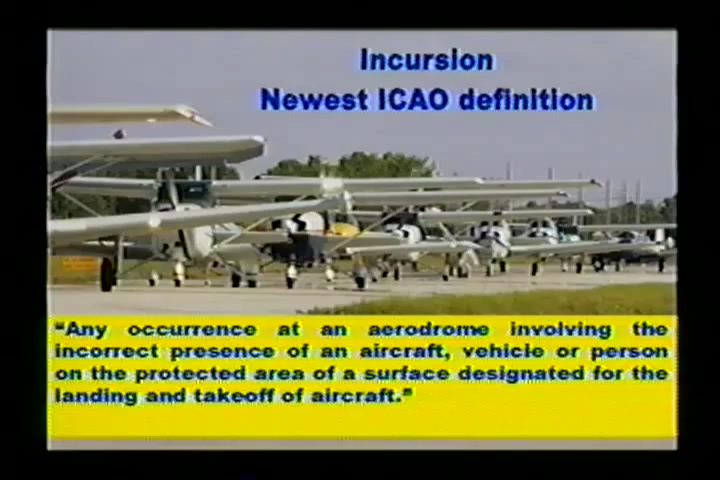 Incursion
Newest ICAO definition
"Any occurrence at an aerodrome involving the
incorrect presence of an aircraft, vehicle or person
on the protected area of a surface designated for the
landing and takeoff of aircraft."